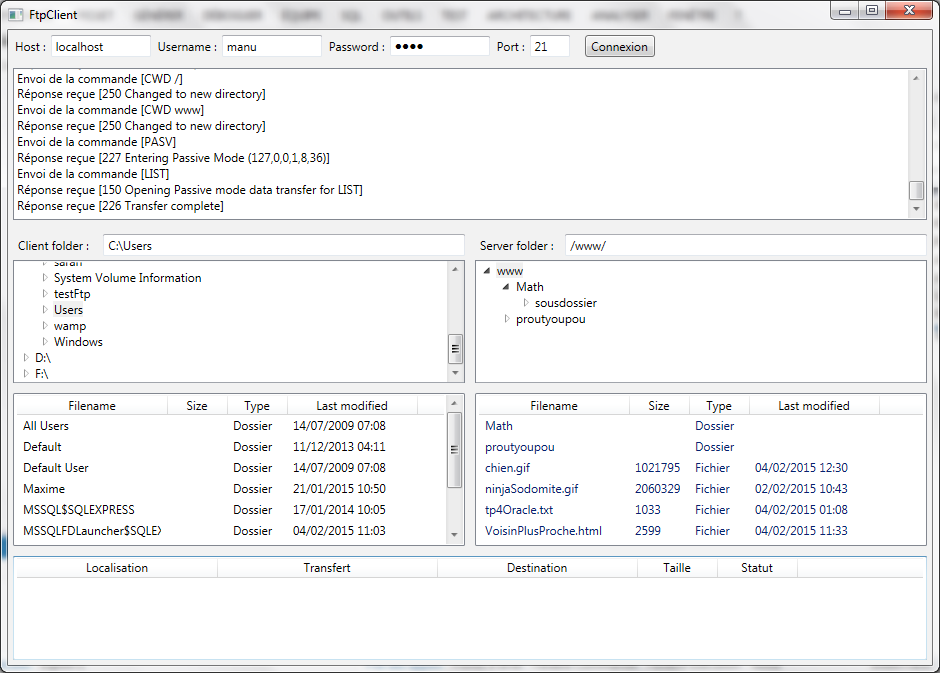 FtpClient
Host : localhost Username : manu Password : ●●●● Port : 21 Connexion
Envoi de la commande [CWD /]
Réponse reçue [250 Changed to new directory]
Envoi de la commande [CWD www]
Réponse reçue [250 Changed to new directory]
Envoi de la commande [PASV]
Réponse reçue [227 Entering Passive Mode (127,0,0,1,8,36)]
Envoi de la commande [LIST]
Réponse reçue [150 Opening Passive mode data transfer for LIST]
Réponse reçue [226 Transfer complete]
Client folder : C:\Users
Server folder : /www/
sarah
System Volume Information
testFtp
Users
wamp
Windows
D:\
F:\
www
Math
sousdossier
proutyoupou
Filename Size Type Last modified
All Users Dossier 14/07/2009 07:08
Default Dossier 11/12/2013 04:11
Default User Dossier 14/07/2009 07:08
Maxime Dossier 21/01/2015 10:50
MSSQL$SQLEXPRESS Dossier 17/01/2014 10:05
MSSQLFDLauncher$SQLEX Dossier 04/02/2015 11:03
Filename Size Type Last modified
Math Dossier
proutyoupou Dossier
chien.gif 1021795 Fichier 04/02/2015 12:30
ninjaSodomite.gif 2060329 Fichier 02/02/2015 10:43
tp4Oracle.txt 1033 Fichier 04/02/2015 01:08
VoisinPlusProche.html 2599 Fichier 04/02/2015 11:33
Localisation Transfert Destination Taille Statut